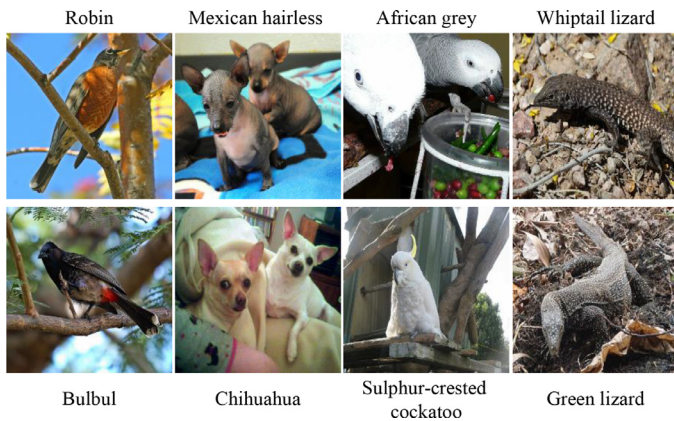 Robin Mexican hairless African grey Whiptail lizard
Bulbul Chihuahua Sulphur-crested cockatoo Green lizard